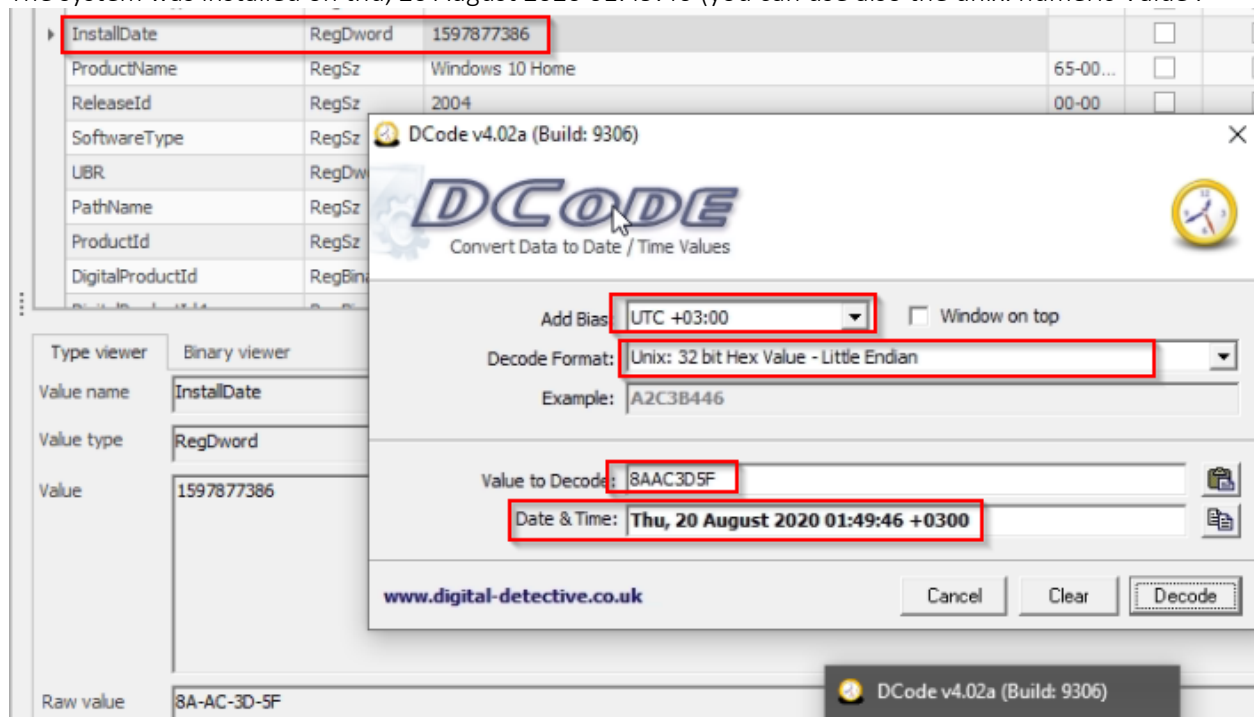 InstallDate RegDword 1597877386
ProductName RegSz Windows 10 Home 65-00...
ReleaseId RegSz 2004 00-00
SoftwareType RegSz
DCode v4.02a (Build: 9306)
UBR
PathName RegSz
DCODE
ProductId RegSz
Convert Data to Date / Time Values
DigitalProductId
Add Bias: UTC +03:00 Window on top
Type viewer Binary viewer
Decode Format: Unix: 32 bit Hex Value - Little Endian
Value name InstallDate
Example: A2C3B446
Value type RegDword
Value to Decode: 8AAC3D5F
Value 1597877386
Date & Time: Thu, 20 August 2020 01:49:46 +0300
www.digital-detective.co.uk Cancel Clear Decode
DCode v4.02a (Build: 9306)
Raw value 8A-AC-3D-5F